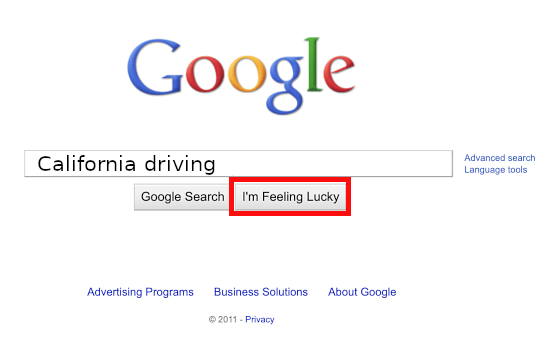 Google
California driving
Advanced search
Language tools
Google Search I'm Feeling Lucky
Advertising Programs Business Solutions About Google
© 2011 - Privacy